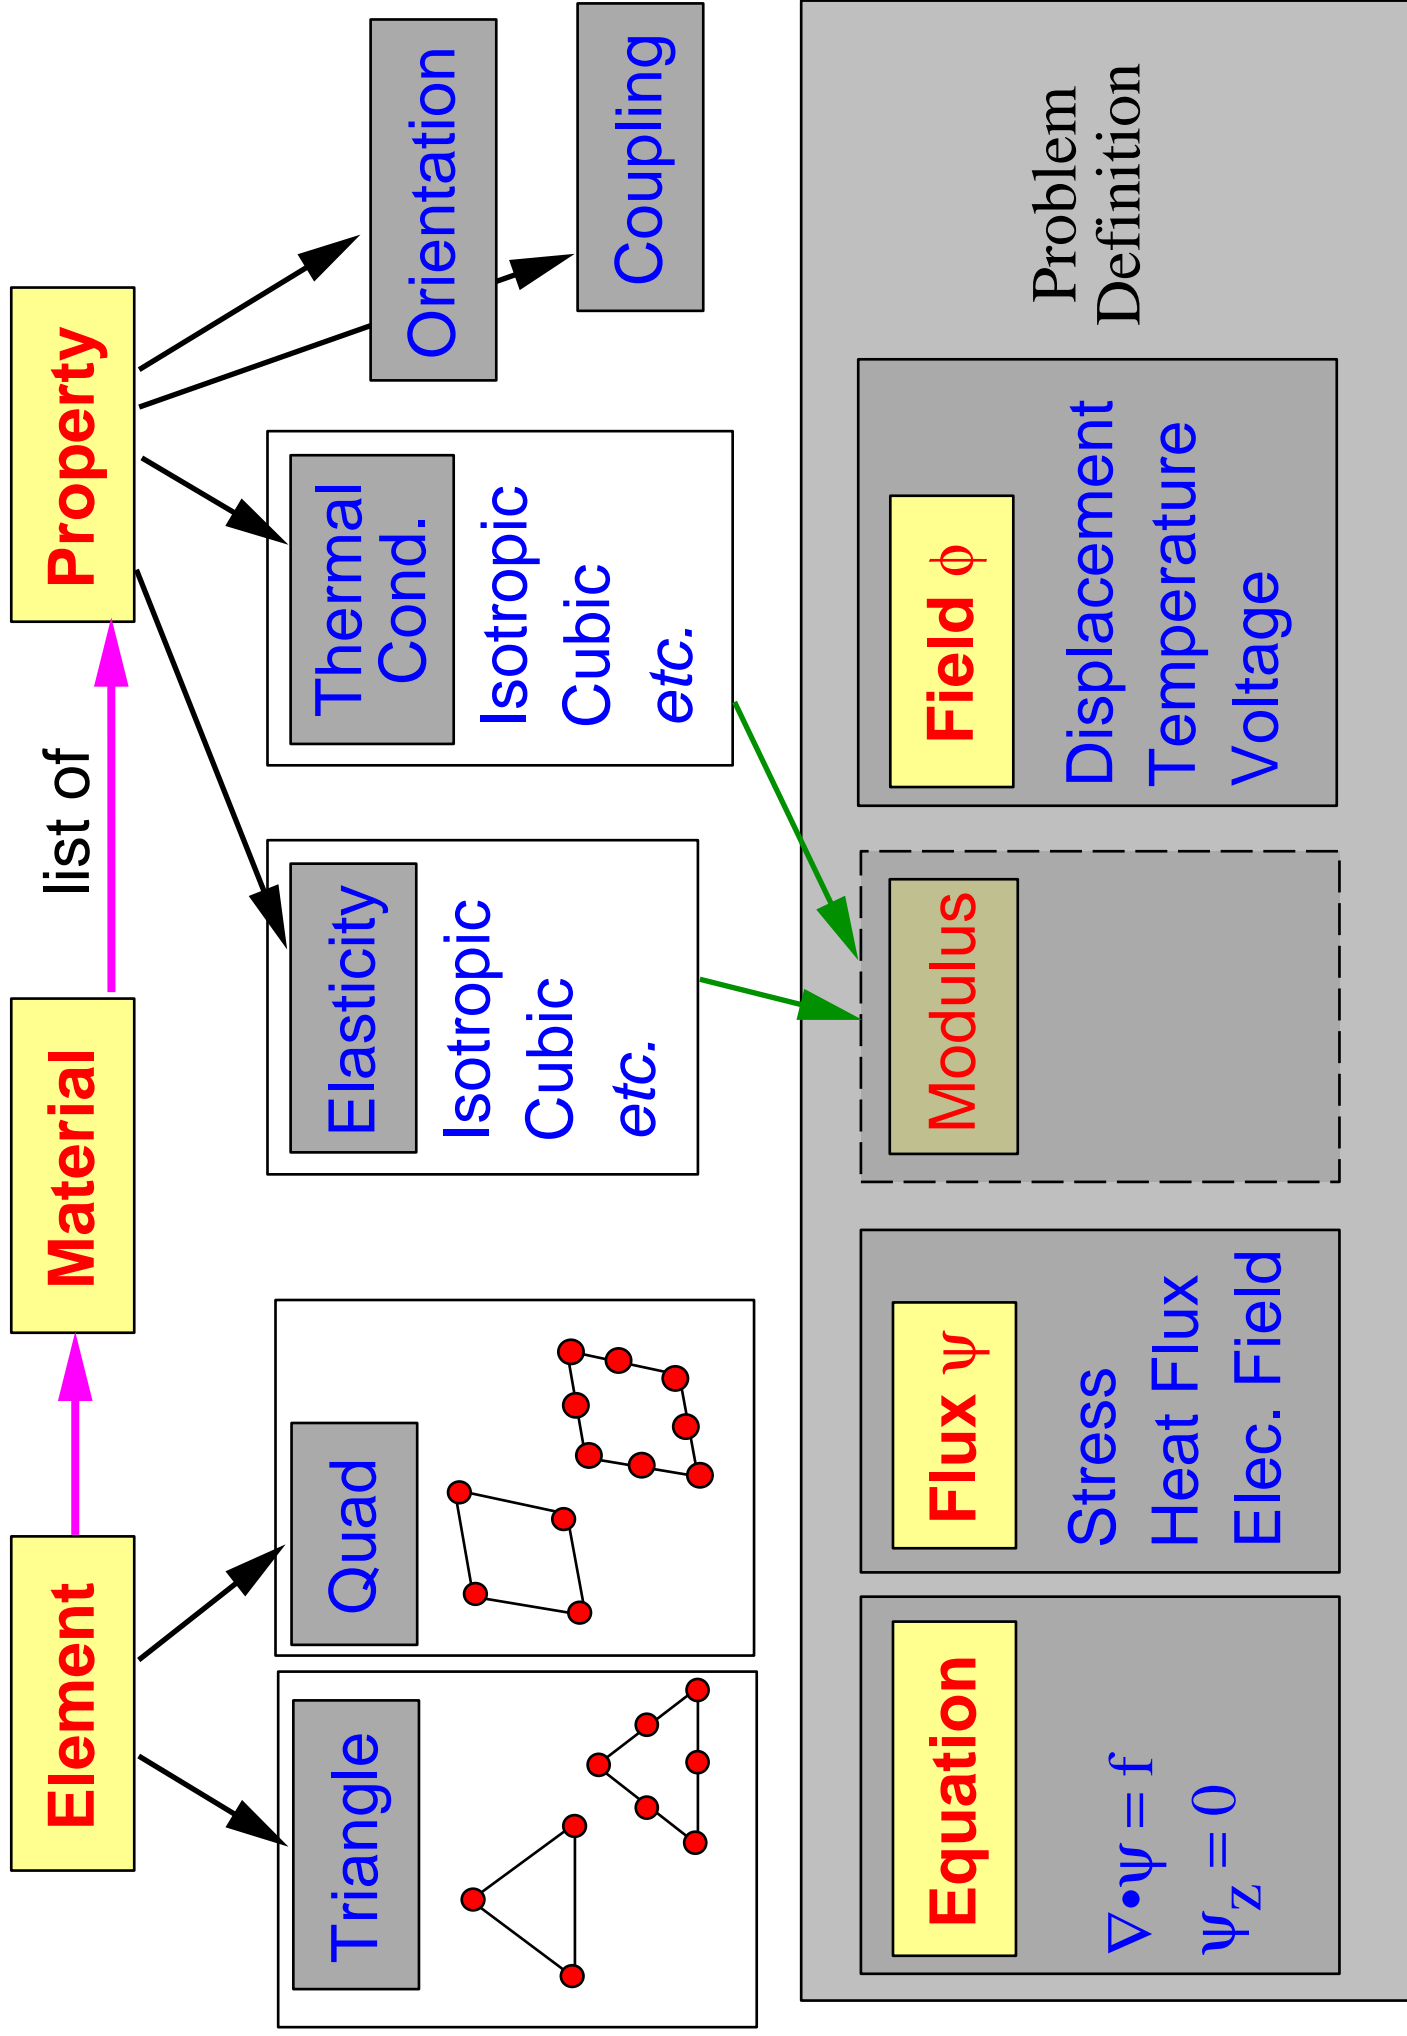 Element
Material
list of
Property
Triangle
Quad
Elasticity
Isotropic
Cubic
etc.
Thermal
Cond.
Isotropic
Cubic
etc.
Orientation
Coupling
Equation
∇•ψ = f
ψz = 0
Flux ψ
Stress
Heat Flux
Elec. Field
Modulus
Field ϕ
Displacement
Temperature
Voltage
Problem
Definition